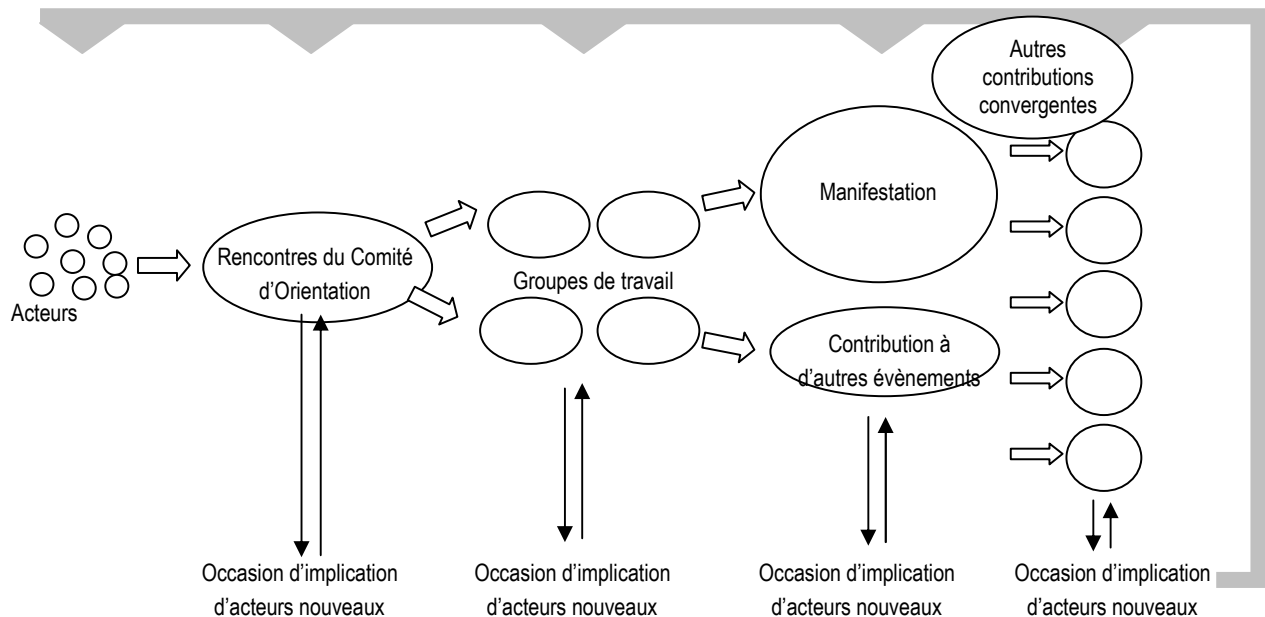 Autres
contributions
convergentes
Manifestation
Rencontres du Comité
d’Orientation
Groupes de travail
Acteurs
Contribution à
d’autres évènements
Occasion d’implication
d’acteurs nouveaux
Occasion d’implication
d’acteurs nouveaux
Occasion d’implication
d’acteurs nouveaux
Occasion d’implication
d’acteurs nouveaux